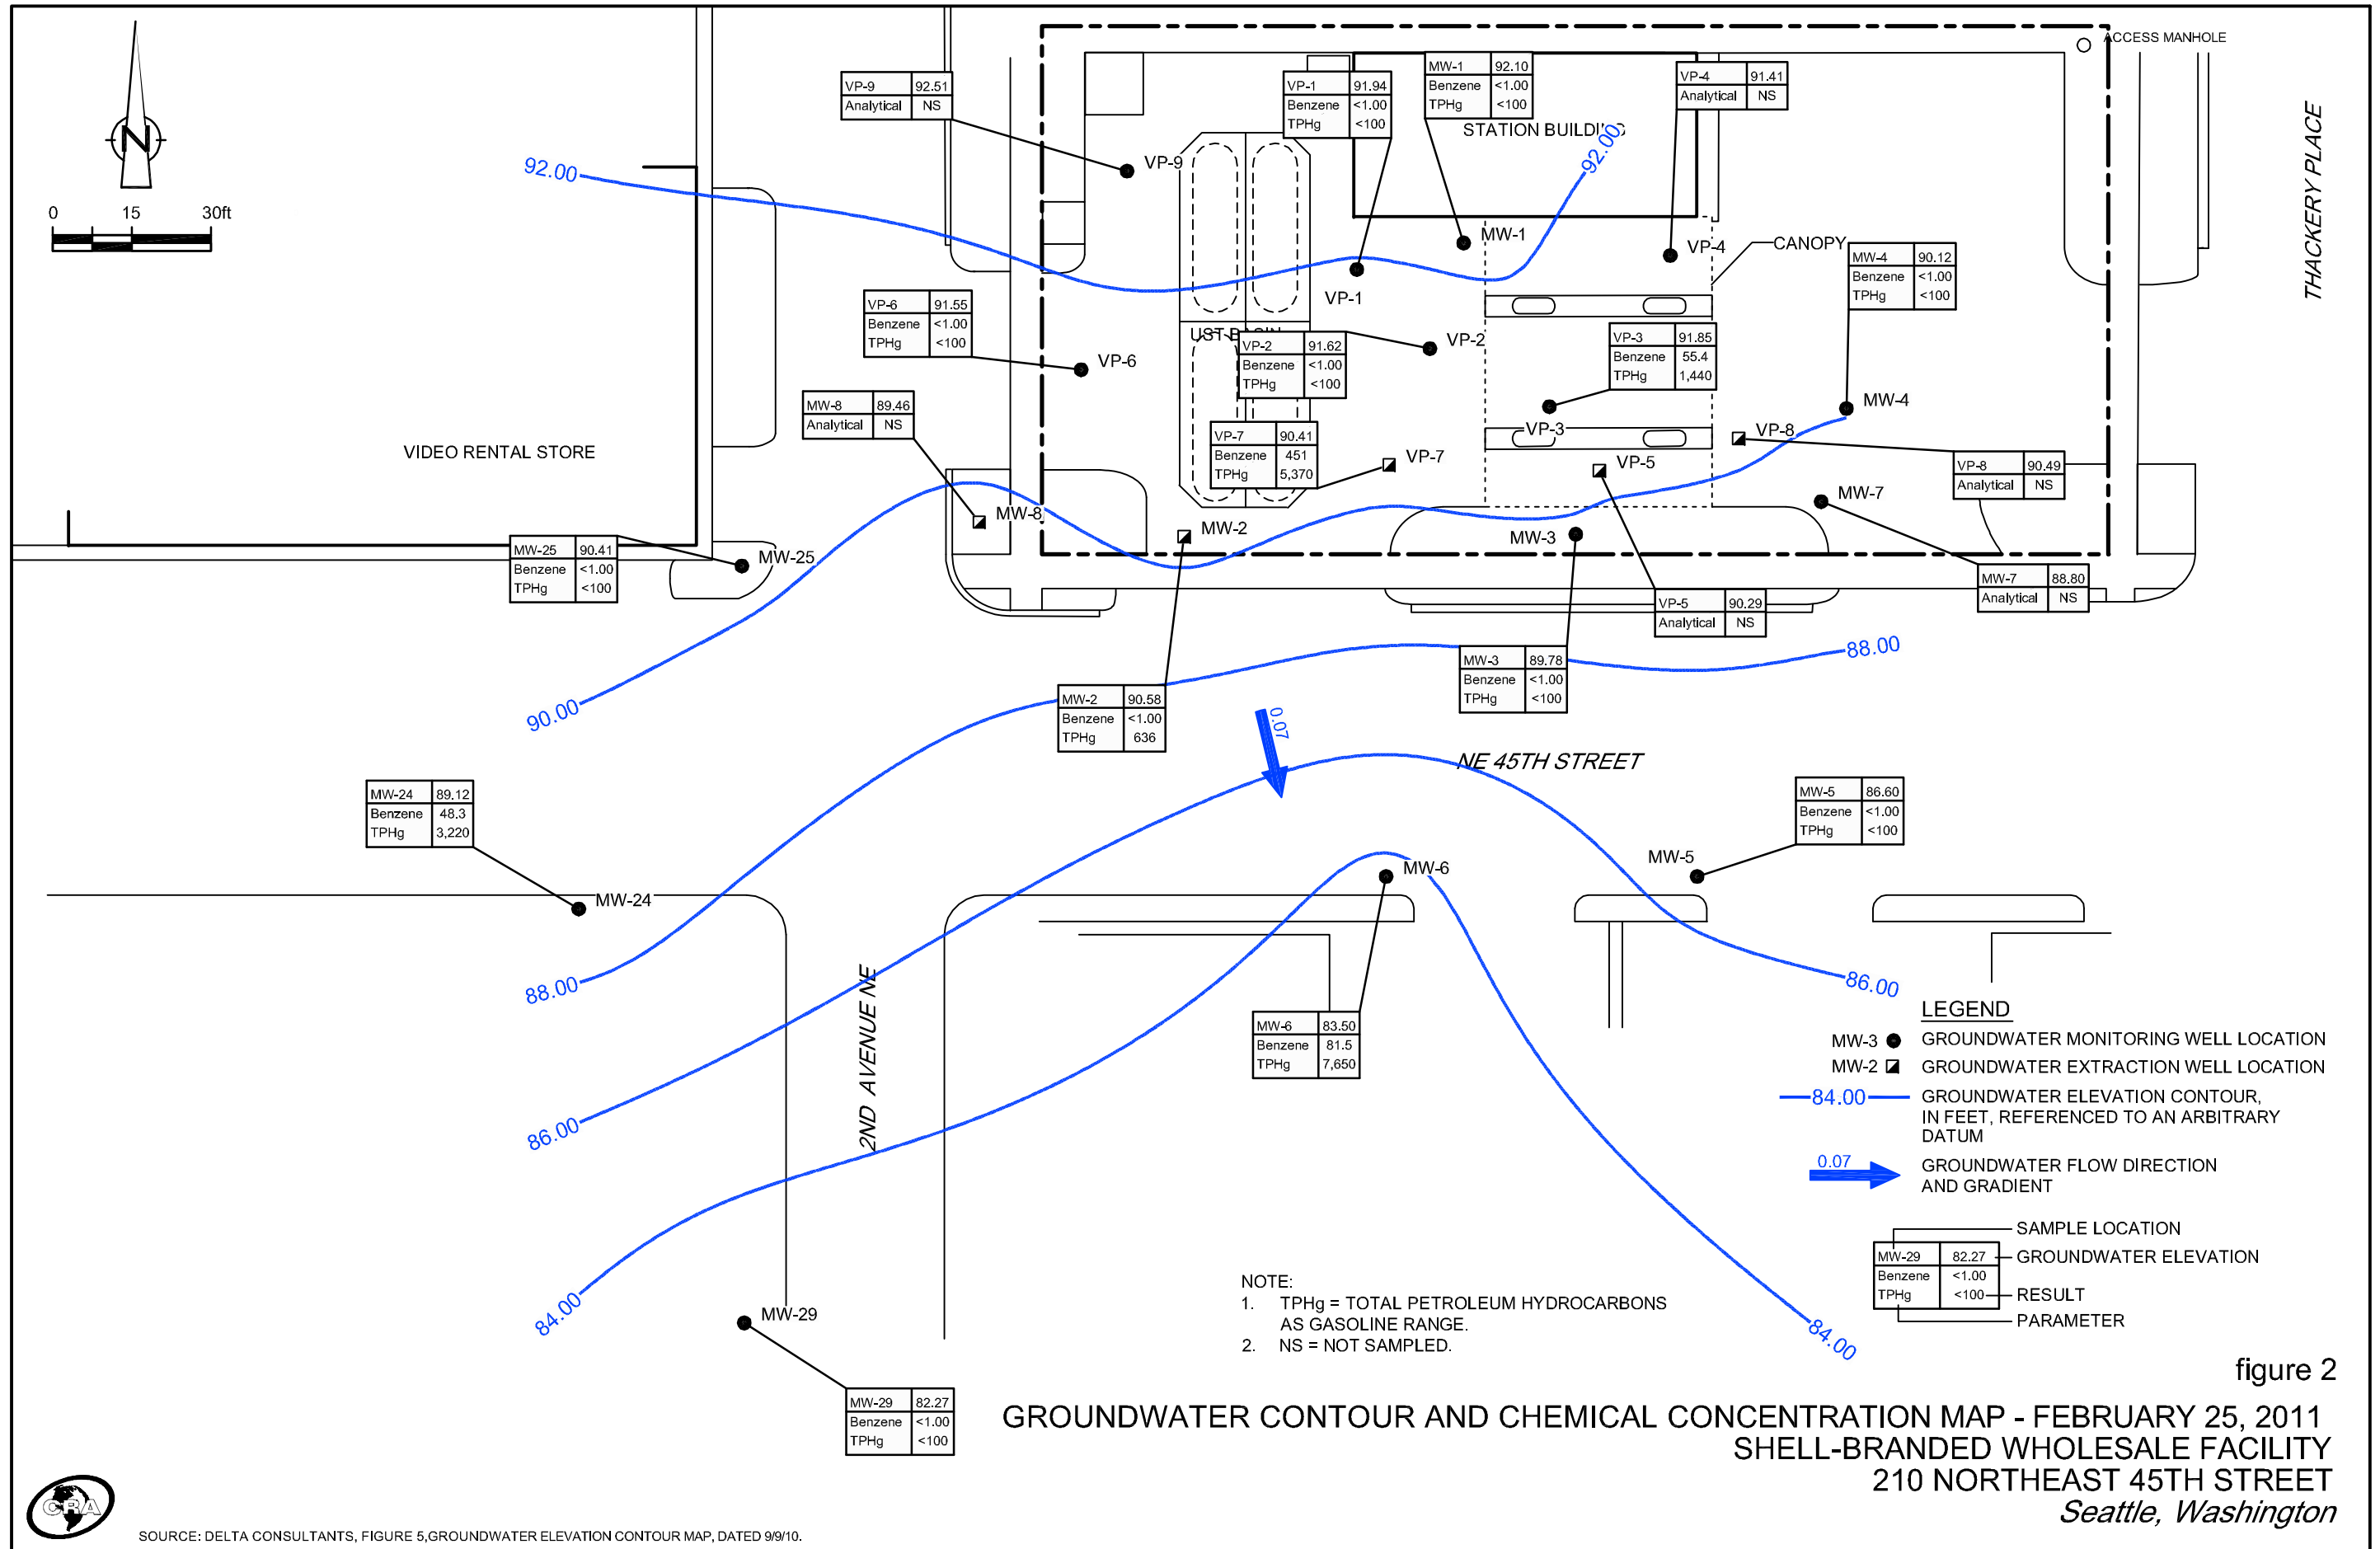 ACCESS MANHOLE
THACKERY PLACE
N
0 15 30ft
VP-9 92.51
Analytical NS
VP-1 91.94
Benzene <1.00
TPHg <100
MW-1 92.10
Benzene <1.00
TPHg <100
VP-4 91.41
Analytical NS
STATION BUILDING
92.00
92.00
VP-9
MW-1
VP-4
CANOPY
VP-1
MW-4 90.12
Benzene <1.00
TPHg <100
VP-6 91.55
Benzene <1.00
TPHg <100
UST BASIN
VP-6
VP-2 91.62
Benzene <1.00
TPHg <100
VP-2
VP-3 91.85
Benzene 55.4
TPHg 1,440
MW-4
MW-8 89.46
Analytical NS
VIDEO RENTAL STORE
VP-7 90.41
Benzene 451
TPHg 5,370
VP-7
VP-3
VP-8
VP-5
VP-8 90.49
Analytical NS
MW-7
MW-8
MW-2
MW-3
MW-25 90.41
Benzene <1.00
TPHg <100
MW-25
MW-7 88.80
Analytical NS
VP-5 90.29
Analytical NS
90.00
88.00
MW-2 90.58
Benzene <1.00
TPHg 636
MW-3 89.78
Benzene <1.00
TPHg <100
0.07
NE 45TH STREET
MW-24 89.12
Benzene 48.3
TPHg 3,220
MW-5 86.60
Benzene <1.00
TPHg <100
MW-5
MW-6
MW-24
88.00
86.00
2ND AVENUE NE
MW-6 83.50
Benzene 81.5
TPHg 7,650
86.00
84.00
MW-29
84.00
MW-29 82.27
Benzene <1.00
TPHg <100
LEGEND
MW-3 GROUNDWATER MONITORING WELL LOCATION
MW-2 GROUNDWATER EXTRACTION WELL LOCATION
84.00 GROUNDWATER ELEVATION CONTOUR,
IN FEET, REFERENCED TO AN ARBITRARY
DATUM
0.07 GROUNDWATER FLOW DIRECTION
AND GRADIENT
SAMPLE LOCATION
MW-29 82.27 GROUNDWATER ELEVATION
Benzene <1.00
TPHg <100 RESULT
PARAMETER
NOTE:
1. TPHg = TOTAL PETROLEUM HYDROCARBONS
AS GASOLINE RANGE.
2. NS = NOT SAMPLED.
figure 2
GROUNDWATER CONTOUR AND CHEMICAL CONCENTRATION MAP - FEBRUARY 25, 2011
SHELL-BRANDED WHOLESALE FACILITY
210 NORTHEAST 45TH STREET
Seattle, Washington
CRA
SOURCE: DELTA CONSULTANTS, FIGURE 5,GROUNDWATER ELEVATION CONTOUR MAP, DATED 9/9/10.